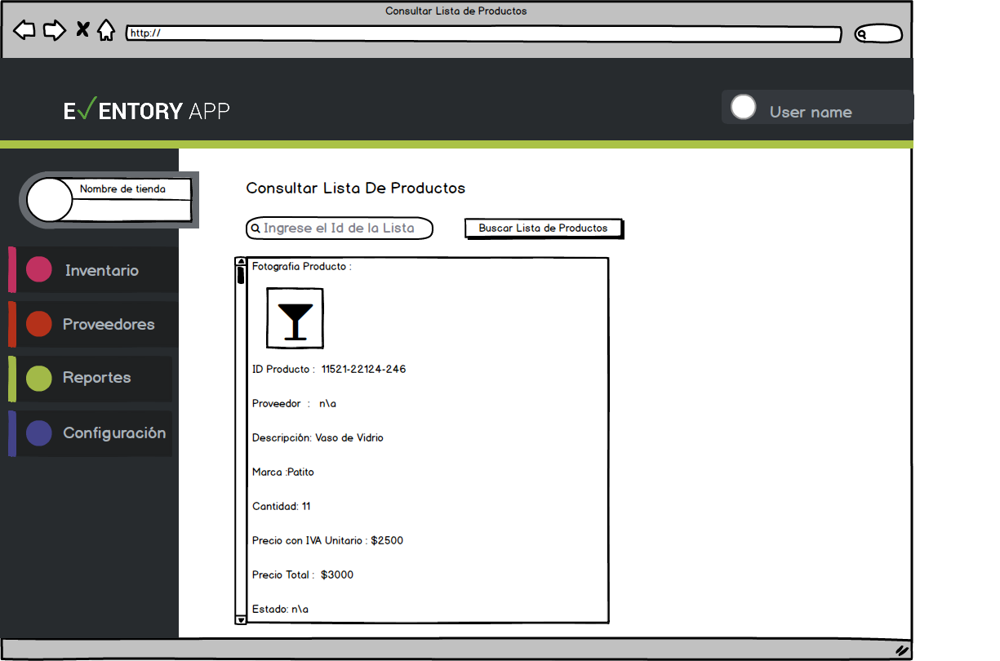 Consultar Lista de Productos
http://
E✓ENTORY APP
User name
Nombre de tienda
Inventario
Proveedores
Reportes
Configuración
Consultar Lista De Productos
Ingrese el Id de la Lista
Buscar Lista de Productos
Fotografia Producto :
ID Producto : 11521-22124-246
Proveedor : n\a
Descripción: Vaso de Vidrio
Marca :Patito
Cantidad: 11
Precio con IVA Unitario : $2500
Precio Total : $3000
Estado: n\a